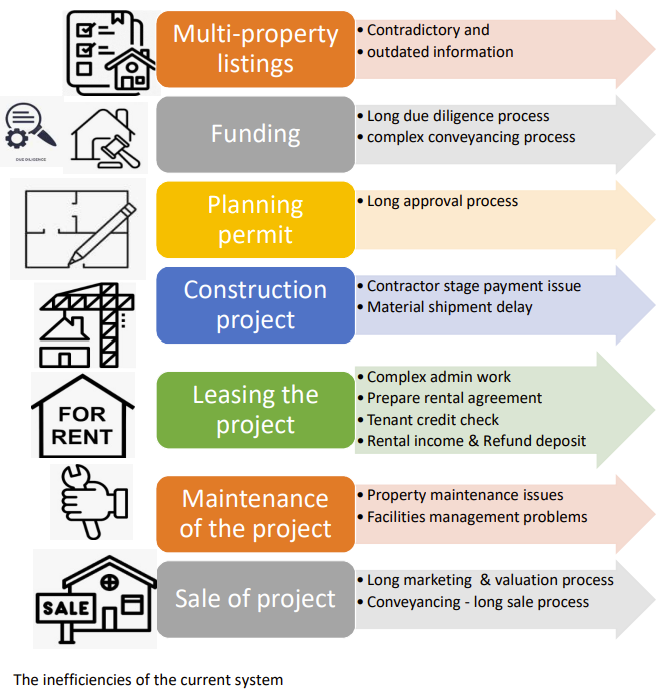 Multi-property
listings
• Contradictory and
• outdated information
DUE DILIGENCE
Funding
• Long due diligence process
• complex conveyancing process
Planning
permit
• Long approval process
Construction
project
• Contractor stage payment issue
• Material shipment delay
FOR
RENT
Leasing the
project
• Complex admin work
• Prepare rental agreement
• Tenant credit check
• Rental income & Refund deposit
Maintenance
of the project
• Property maintenance issues
• Facilities management problems
SALE
Sale of project
• Long marketing & valuation process
• Conveyancing - long sale process
The inefficiencies of the current system